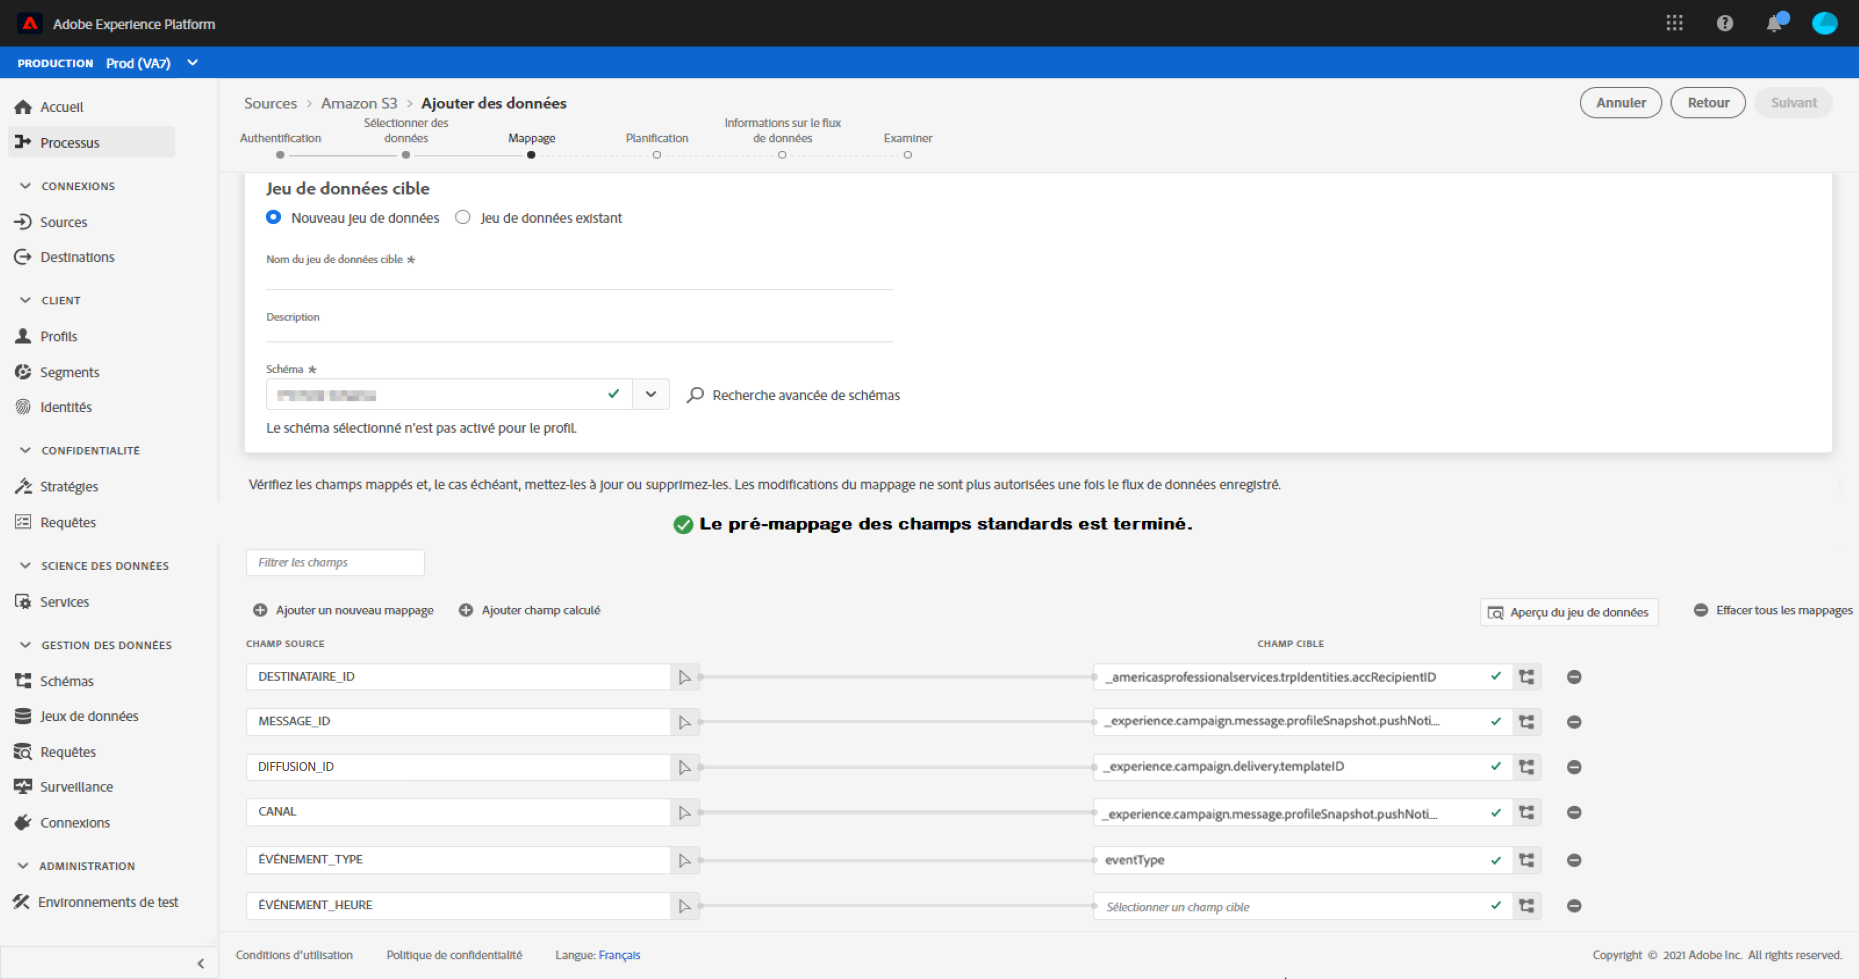 Adobe Experience Platform
PRODUCTION Prod (VA7)
Accueil
Processus
CONNEXIONS
Sources
Destinations
CLIENT
Profils
Segments
Identités
CONFIDENTIALITÉ
Stratégies
Requêtes
SCIENCE DES DONNÉES
Services
GESTION DES DONNÉES
Schémas
Jeux de données
Requêtes
Surveillance
Connexions
ADMINISTRATION
Environnements de test
Sources > Amazon S3 > Ajouter des données
Annuler Retour Suivant
Authentification
Sélectionner des
données
Mappage
Planification
Informations sur le flux
de données
Examiner
Jeu de données cible
Nouveau jeu de données Jeu de données existant
Nom du jeu de données cible *
Description
Schéma *
Recherche avancée de schémas
Le schéma sélectionné n'est pas activé pour le profil.
Vérifiez les champs mappés et, le cas échéant, mettez-les à jour ou supprimez-les. Les modifications du mappage ne sont plus autorisées une fois le flux de données enregistré.
Le pré-mappage des champs standards est terminé.
Filtrer les champs
Ajouter un nouveau mappage Ajouter champ calculé Aperçu du jeu de données Effacer tous les mappages
CHAMP SOURCE CHAMP CIBLE
DESTINATAIRE_ID _americasprofessionalservices.trpIdentities.accRecipientID
MESSAGE_ID _experience.campaign.message.profileSnapshot.pushNoti...
DIFFUSION_ID _experience.campaign.delivery.templateID
CANAL _experience.campaign.message.profileSnapshot.pushNoti...
ÉVÉNEMENT_TYPE eventType
ÉVÉNEMENT_HEURE Sélectionner un champ cible
Conditions d'utilisation Politique de confidentialité Langue: Français Copyright © 2021 Adobe Inc. All rights reserved.